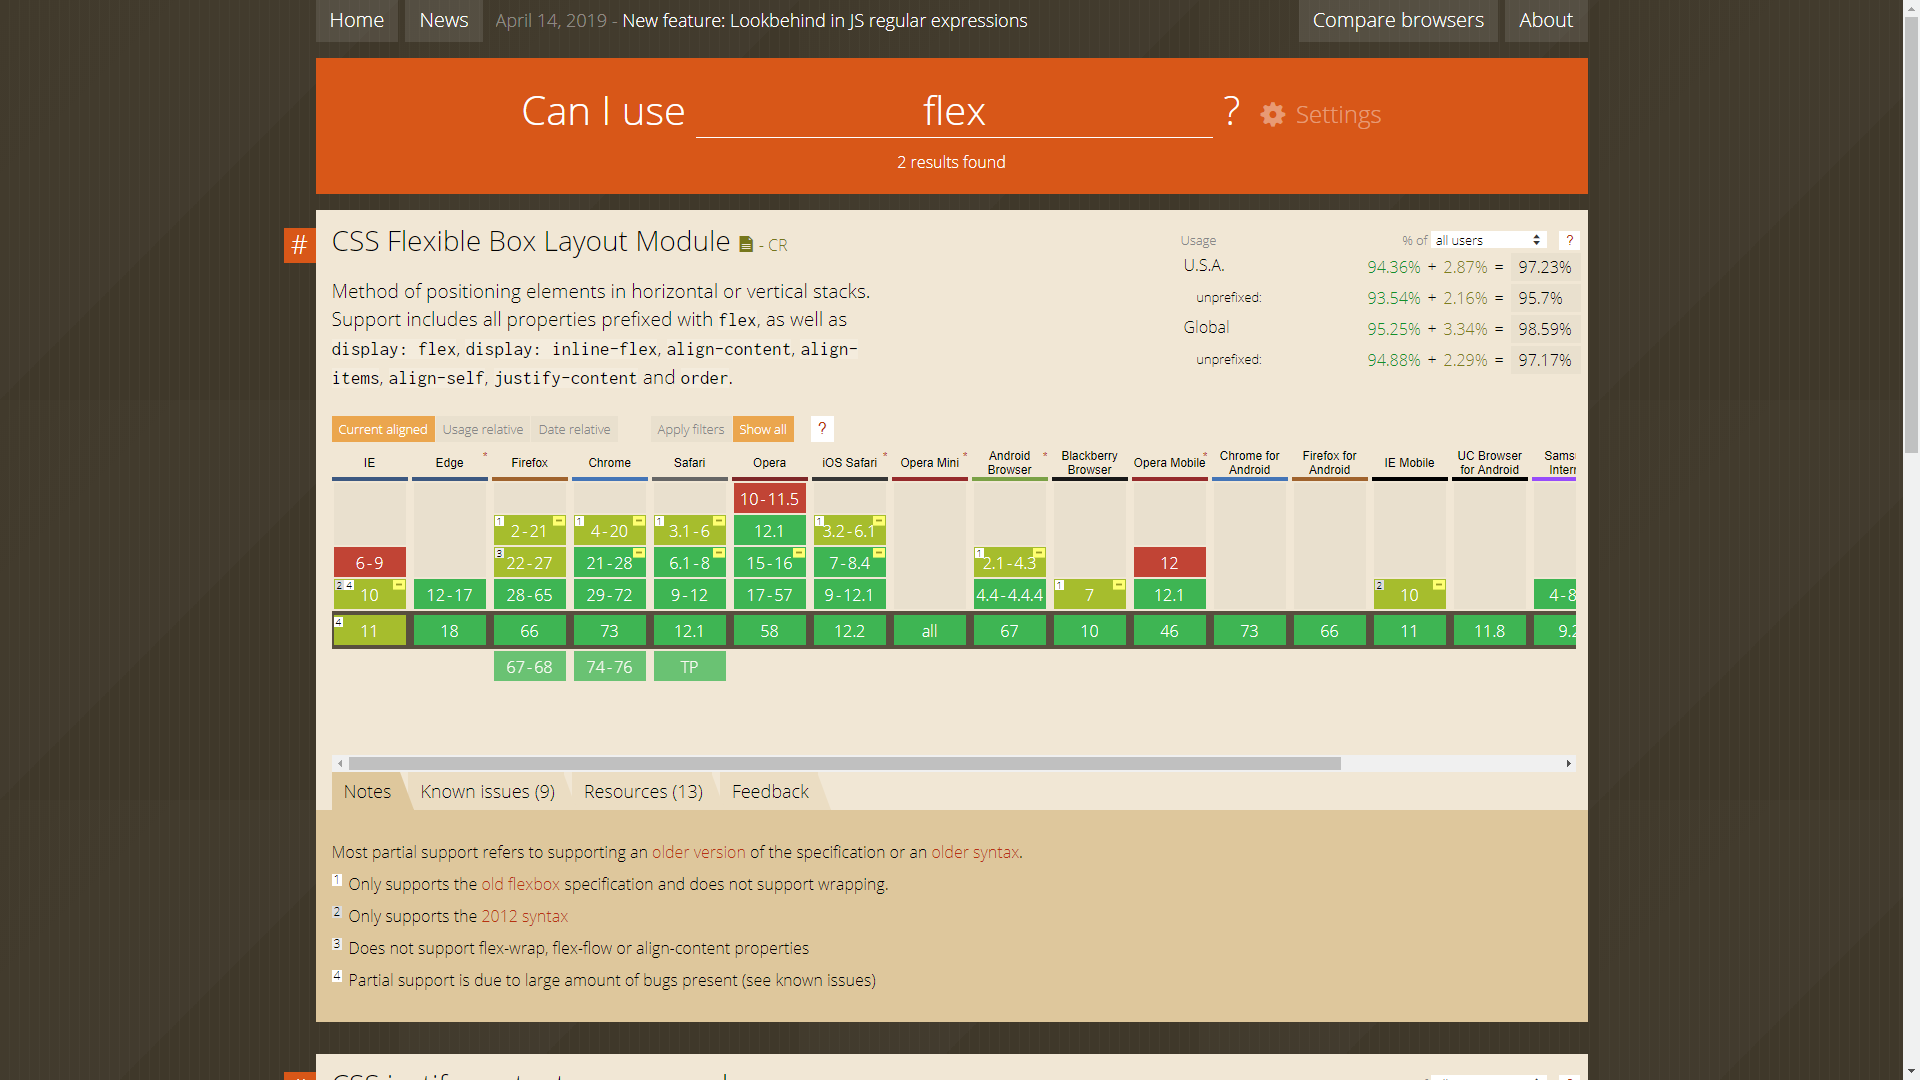 Home News April 14, 2019 - New feature: Lookbehind in JS regular expressions Compare browsers About
Can I use flex ? Settings
2 results found
#
CSS Flexible Box Layout Module - CR
Method of positioning elements in horizontal or vertical stacks.
Support includes all properties prefixed with flex, as well as
display: flex, display: inline-flex, align-content, align-
items, align-self, justify-content and order.
Usage % of all users ?
U.S.A. 94.36% + 2.87% = 97.23%
unprefixed: 93.54% + 2.16% = 95.7%
Global 95.25% + 3.34% = 98.59%
unprefixed: 94.88% + 2.29% = 97.17%
Current aligned Usage relative Date relative Apply filters Show all ?
IE Edge * Firefox Chrome Safari Opera iOS Safari * Opera Mini * Android Browser * Blackberry Browser Opera Mobile * Chrome for Android Firefox for Android IE Mobile UC Browser for Android
10-11.5
1 2-21 1 4-20 1 3.1-6 12.1 1 3.2-6.1
6-9 3 22-27 21-28 6.1-8 15-16 7-8.4 1 2.1-4.3 12
2 4 10 12-17 28-65 29-72 9-12 17-57 9-12.1 4.4-4.4.4 1 7 12.1 2 10 4-8
4 11 18 66 73 12.1 58 12.2 all 67 10 46 73 66 11 11.8 9.2
67-68 74-76 TP
Notes Known issues (9) Resources (13) Feedback
Most partial support refers to supporting an older version of the specification or an older syntax.
1 Only supports the old flexbox specification and does not support wrapping.
2 Only supports the 2012 syntax
3 Does not support flex-wrap, flex-flow or align-content properties
4 Partial support is due to large amount of bugs present (see known issues)